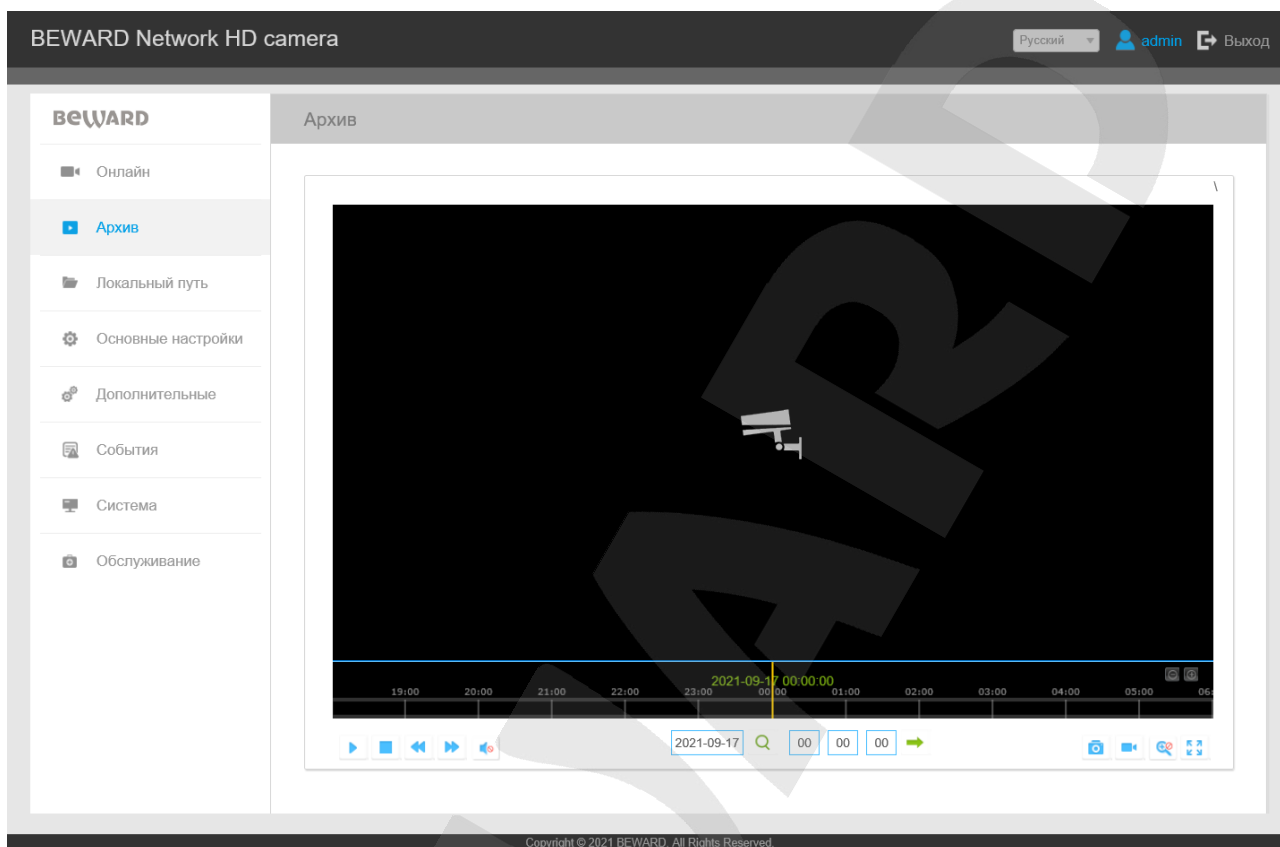 BEWARD Network HD camera
Русский
admin
Выход
BEWARD
Архив
Онлайн
Архив
Локальный путь
Основные настройки
Дополнительные
События
Система
Обслуживание
\
2021-09-17 00:00:00
19:00 20:00 21:00 22:00 23:00 00:00 01:00 02:00 03:00 04:00 05:00 06:
2021-09-17 00 00 00
Copyright © 2021 BEWARD. All Rights Reserved.